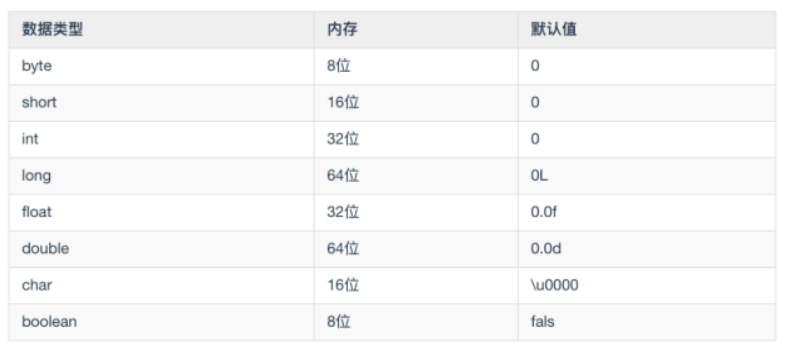 数据类型 内存 默认值
byte 8位 0
short 16位 0
int 32位 0
long 64位 0L
float 32位 0.0f
double 64位 0.0d
char 16位 \u0000
boolean 8位 fals